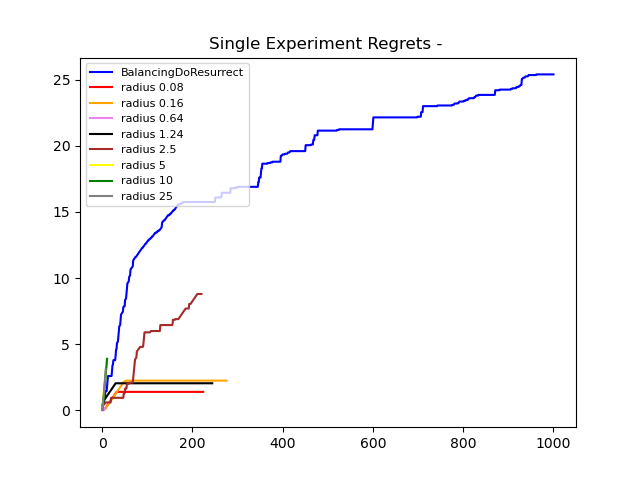 Single Experiment Regrets -
BalancingDoResurrect
radius 0.08
radius 0.16
radius 0.64
radius 1.24
radius 2.5
radius 5
radius 10
radius 25
25
20
15
10
5
0
0 200 400 600 800 1000